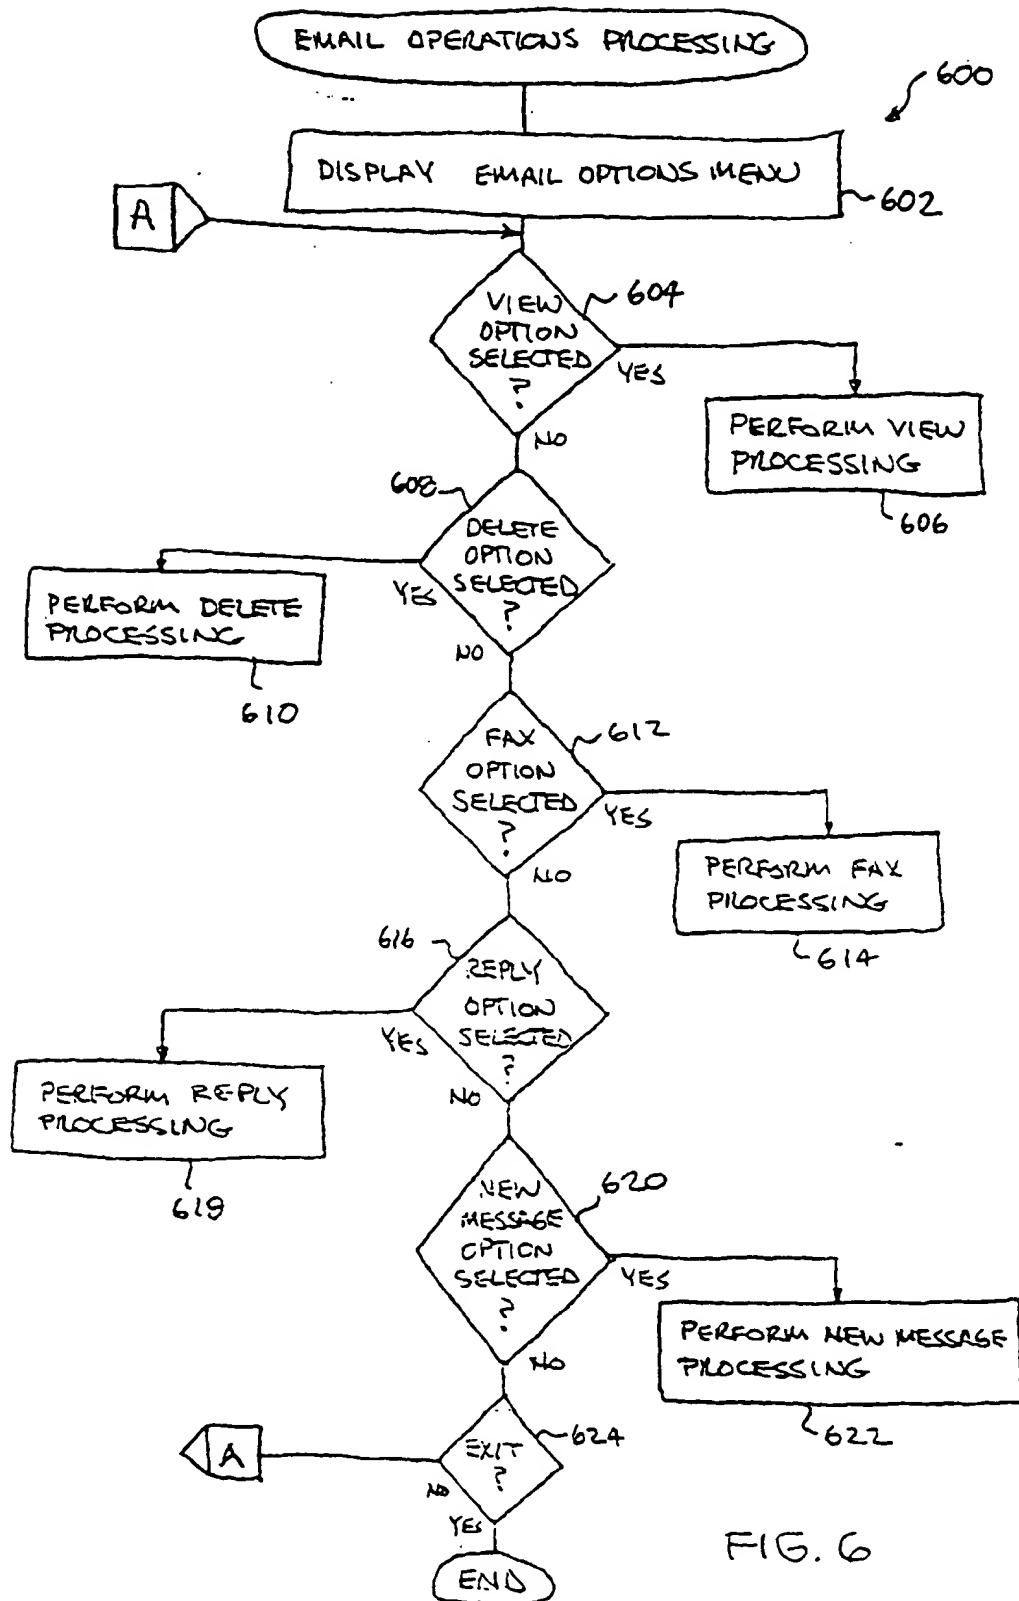 EMAIL OPERATIONS PROCESSING
600
DISPLAY EMAIL OPTIONS MENU
602
A
VIEW
OPTION
SELECTED
?
604
YES
NO
PERFORM VIEW
PROCESSING
606
608
DELETE
OPTION
SELECTED
?
YES
NO
PERFORM DELETE
PROCESSING
610
FAX
OPTION
SELECTED
?
612
YES
NO
PERFORM FAX
PROCESSING
614
616
REPLY
OPTION
SELECTED
?
YES
NO
PERFORM REPLY
PROCESSING
618
NEW
MESSAGE
OPTION
SELECTED
?
620
YES
NO
PERFORM NEW MESSAGE
PROCESSING
622
A
EXIT
?
624
NO
YES
END
FIG. 6